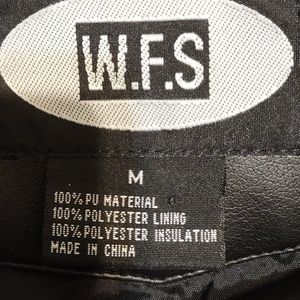 W.F.S
M
100% PU MATERIAL
100% POLYESTER LINING
100% POLYESTER INSULATION
MADE IN CHINA